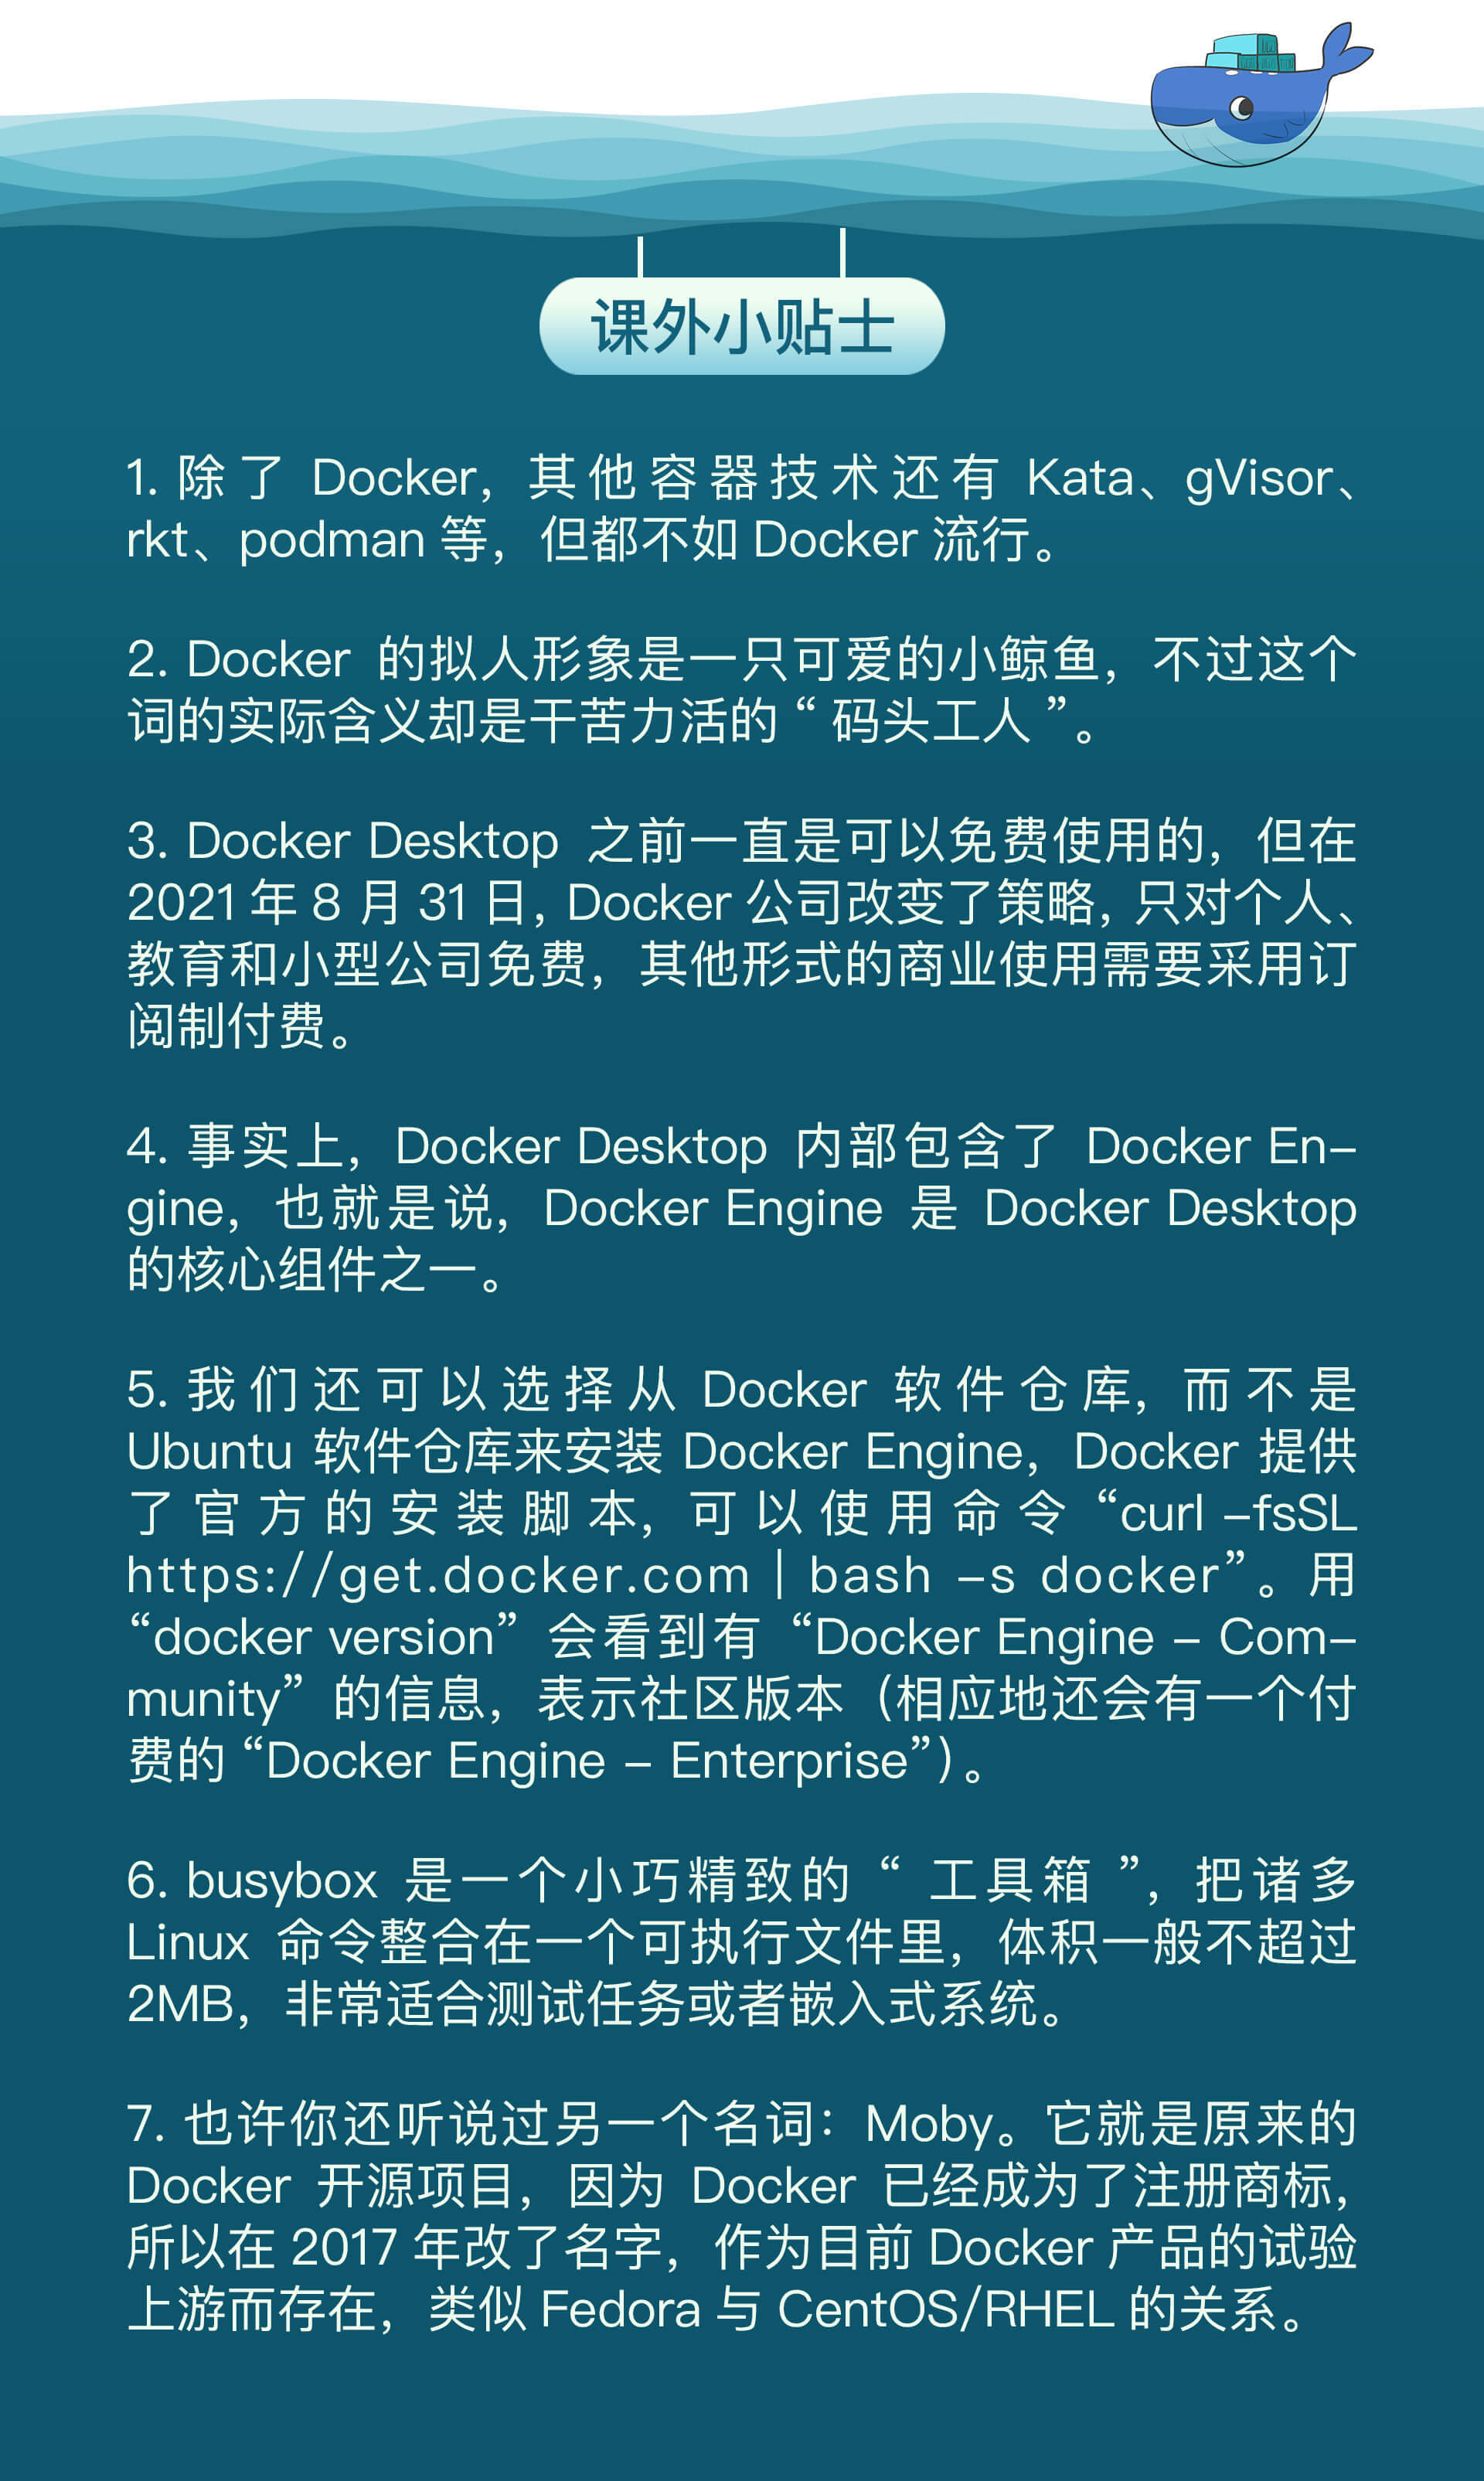 课外小贴士
1. 除了 Docker，其他容器技术还有 Kata、gVisor、
rkt、podman 等，但都不如 Docker 流行。
2. Docker 的拟人形象是一只可爱的小鲸鱼，不过这个
词的实际含义却是干苦力活的 “ 码头工人 ”。
3. Docker Desktop 之前一直是可以免费使用的，但在
2021 年 8 月 31 日，Docker 公司改变了策略，只对个人、
教育和小型公司免费，其他形式的商业使用需要采用订
阅制付费。
4. 事实上，Docker Desktop 内部包含了 Docker En-
gine，也就是说，Docker Engine 是 Docker Desktop
的核心组件之一。
5. 我们还可以选择从 Docker 软件仓库，而不是
Ubuntu 软件仓库来安装 Docker Engine，Docker 提供
了官方的安装脚本，可以使用命令 “curl -fsSL
https://get.docker.com | bash -s docker”。用
“docker version” 会看到有 “Docker Engine - Com-
munity” 的信息，表示社区版本（相应地还会有一个付
费的 “Docker Engine - Enterprise”）。
6. busybox 是一个小巧精致的 “ 工具箱 ”，把诸多
Linux 命令整合在一个可执行文件里，体积一般不超过
2MB，非常适合测试任务或者嵌入式系统。
7. 也许你还听说过另一个名词：Moby。它就是原来的
Docker 开源项目，因为 Docker 已经成为了注册商标，
所以在 2017 年改了名字，作为目前 Docker 产品的试验
上游而存在，类似 Fedora 与 CentOS/RHEL 的关系。